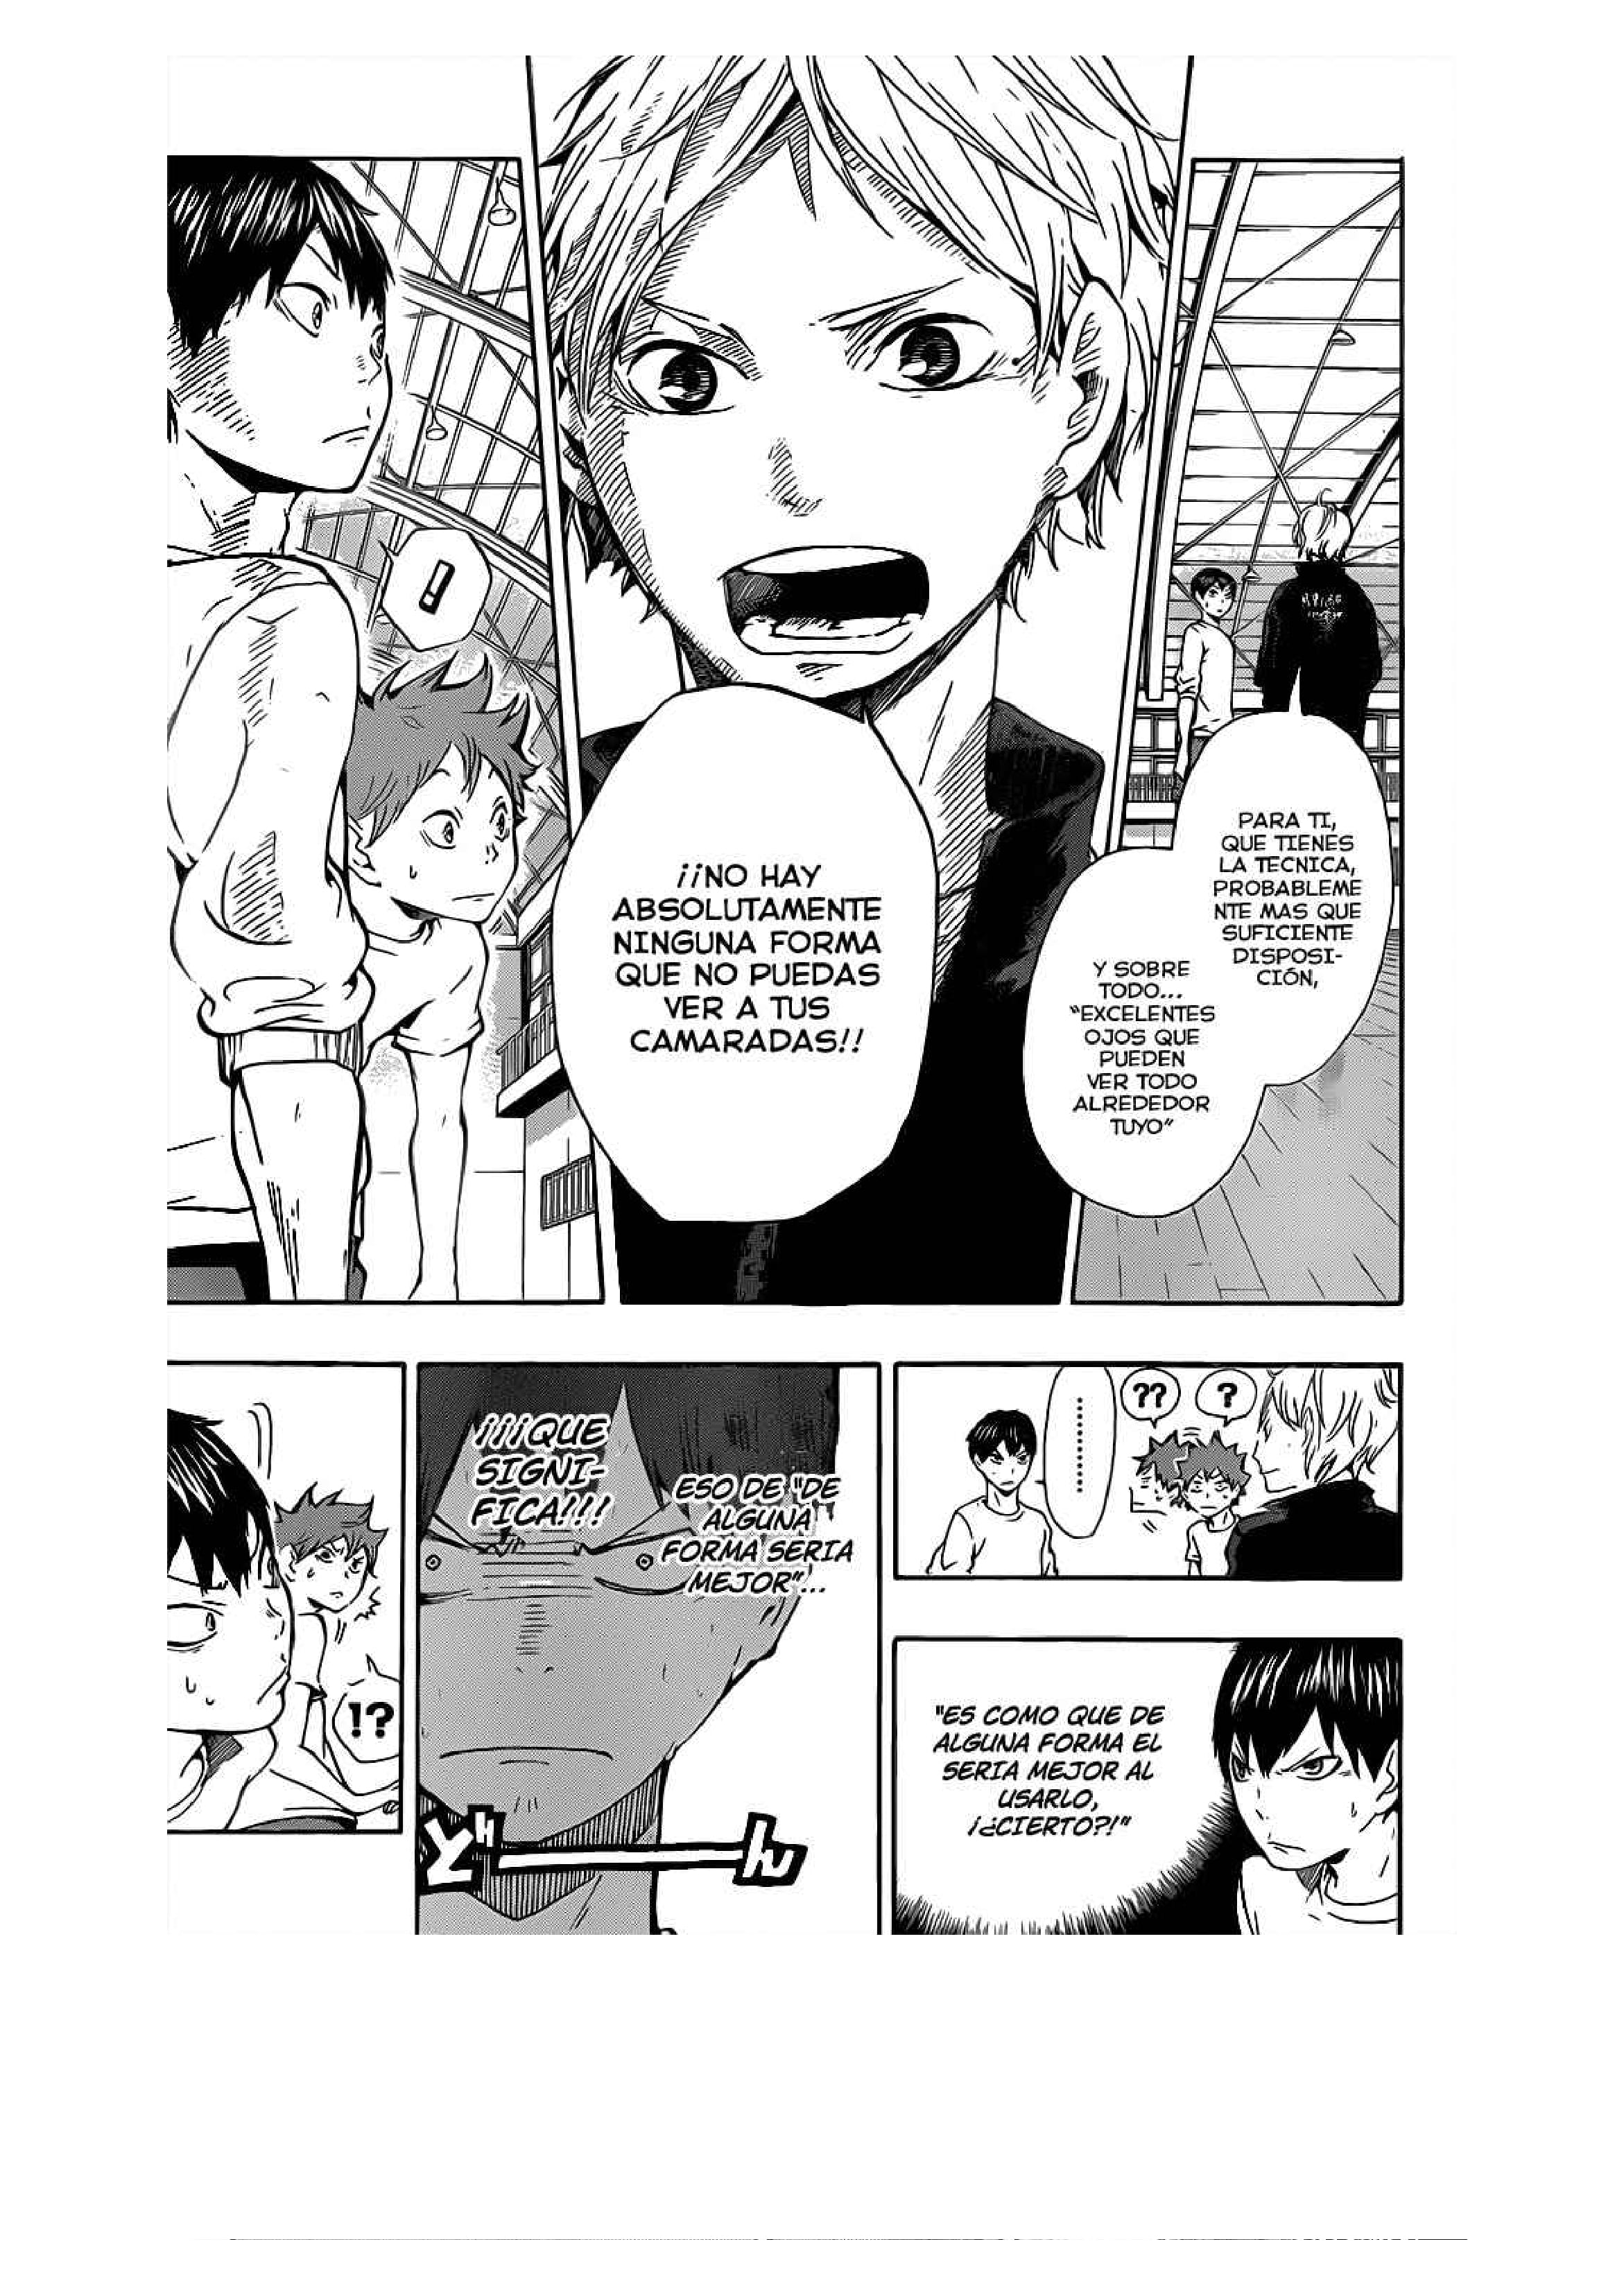 PARA TI,
QUE TIENES
LA TECNICA,
PROBABLEME
NTE MAS QUE
SUFICIENTE
DISPOSI-
CIÓN,
Y SOBRE
TODO...
"EXCELENTES
OJOS QUE
PUEDEN
VER TODO
ALREDEDOR
TUYO"
¡¡NO HAY
ABSOLUTAMENTE
NINGUNA FORMA
QUE NO PUEDAS
VER A TUS
CAMARADAS!!
!
?
??
..........
"ES COMO QUE DE
ALGUNA FORMA EL
SERIA MEJOR AL
USARLO,
¡¿CIERTO?!"
ESO DE "DE
ALGUNA
FORMA SERIA
MEJOR"...
¡¡¡QUE
SIGNI-
FICA!!!
!?